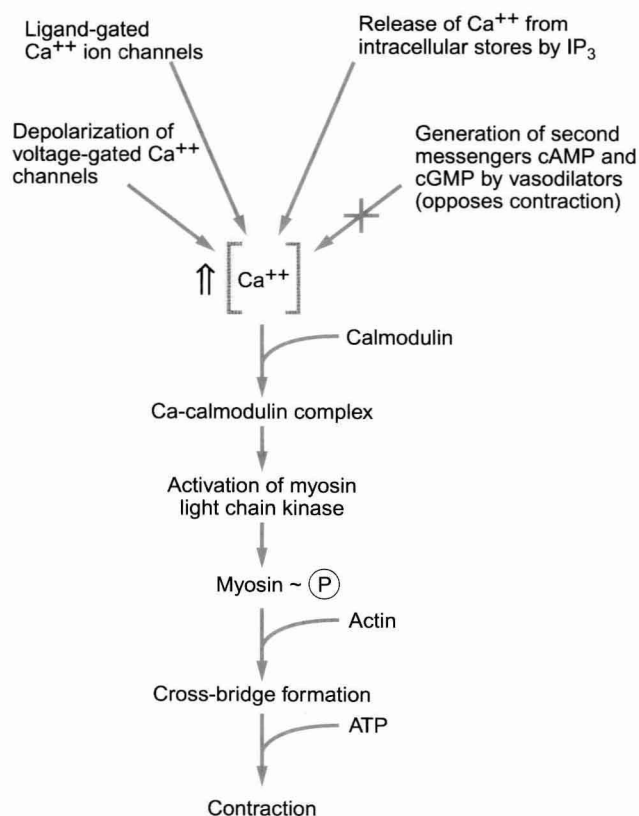 Ligand-gated
Ca++ ion channels
Release of Ca++ from
intracellular stores by IP3
Depolarization of
voltage-gated Ca++
channels
Generation of second
messengers cAMP and
cGMP by vasodilators
(opposes contraction)
⇑ [Ca++]
Calmodulin
Ca-calmodulin complex
Activation of myosin
light chain kinase
Myosin ~ P
Actin
Cross-bridge formation
ATP
Contraction